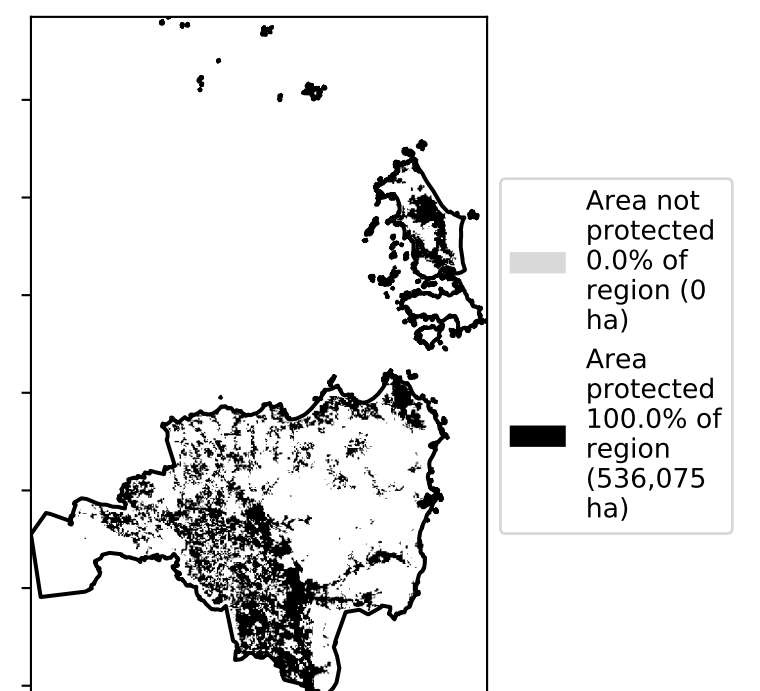 Area not
protected
0.0% of
region (0
ha)
Area
protected
100.0% of
region
(536,075
ha)